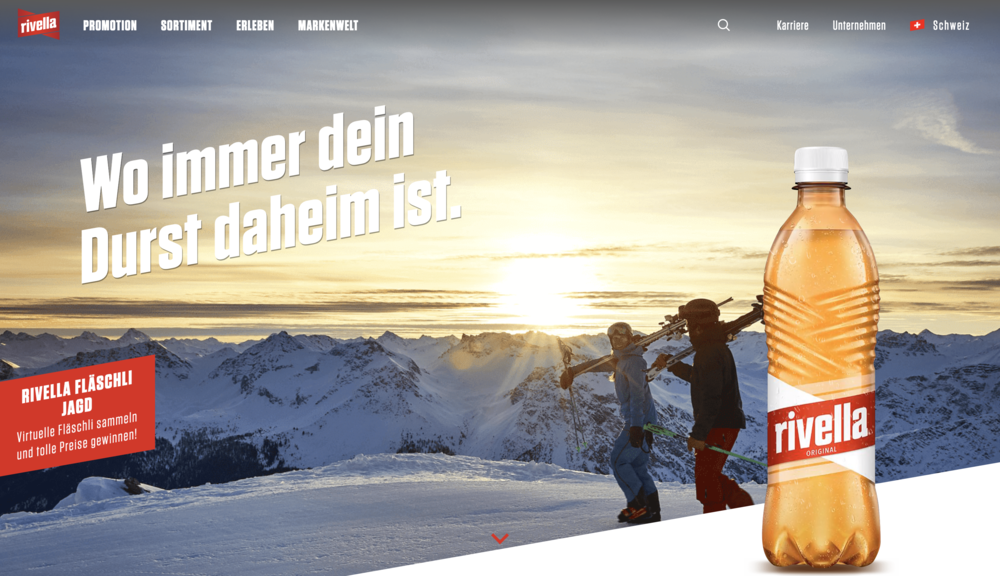 rivella
PROMOTION
SORTIMENT
ERLEBEN
MARKENWELT
Karriere
Unternehmen
Schweiz
Wo immer dein
Durst daheim ist.
RIVELLA FLÄSCHLI
JAGD
Virtuelle Fläschli sammeln
und tolle Preise gewinnen!
rivella
ORIGINAL